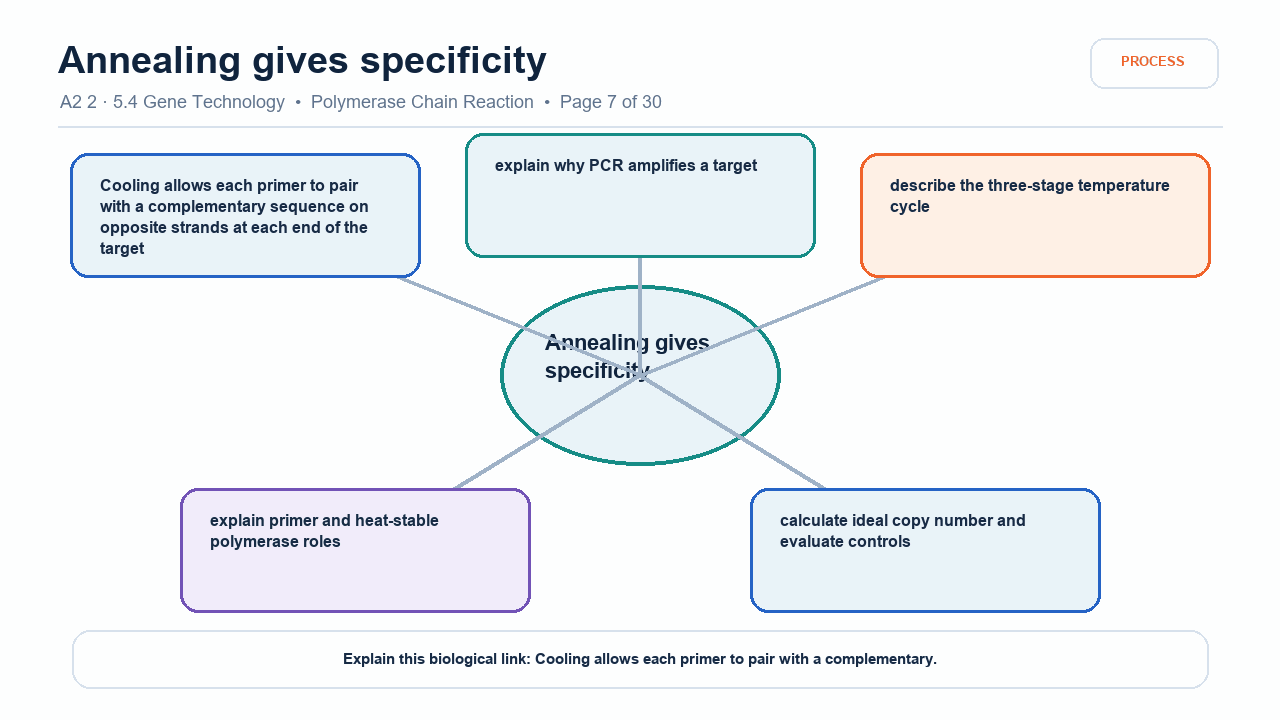 Annealing gives specificity
PROCESS
A2 2 · 5.4 Gene Technology • Polymerase Chain Reaction • Page 7 of 30
Cooling allows each primer to pair
with a complementary sequence on
opposite strands at each end of the
target
explain why PCR amplifies a target
describe the three-stage temperature
cycle
Annealing gives
specificity
explain primer and heat-stable
polymerase roles
calculate ideal copy number and
evaluate controls
Explain this biological link: Cooling allows each primer to pair with a complementary.